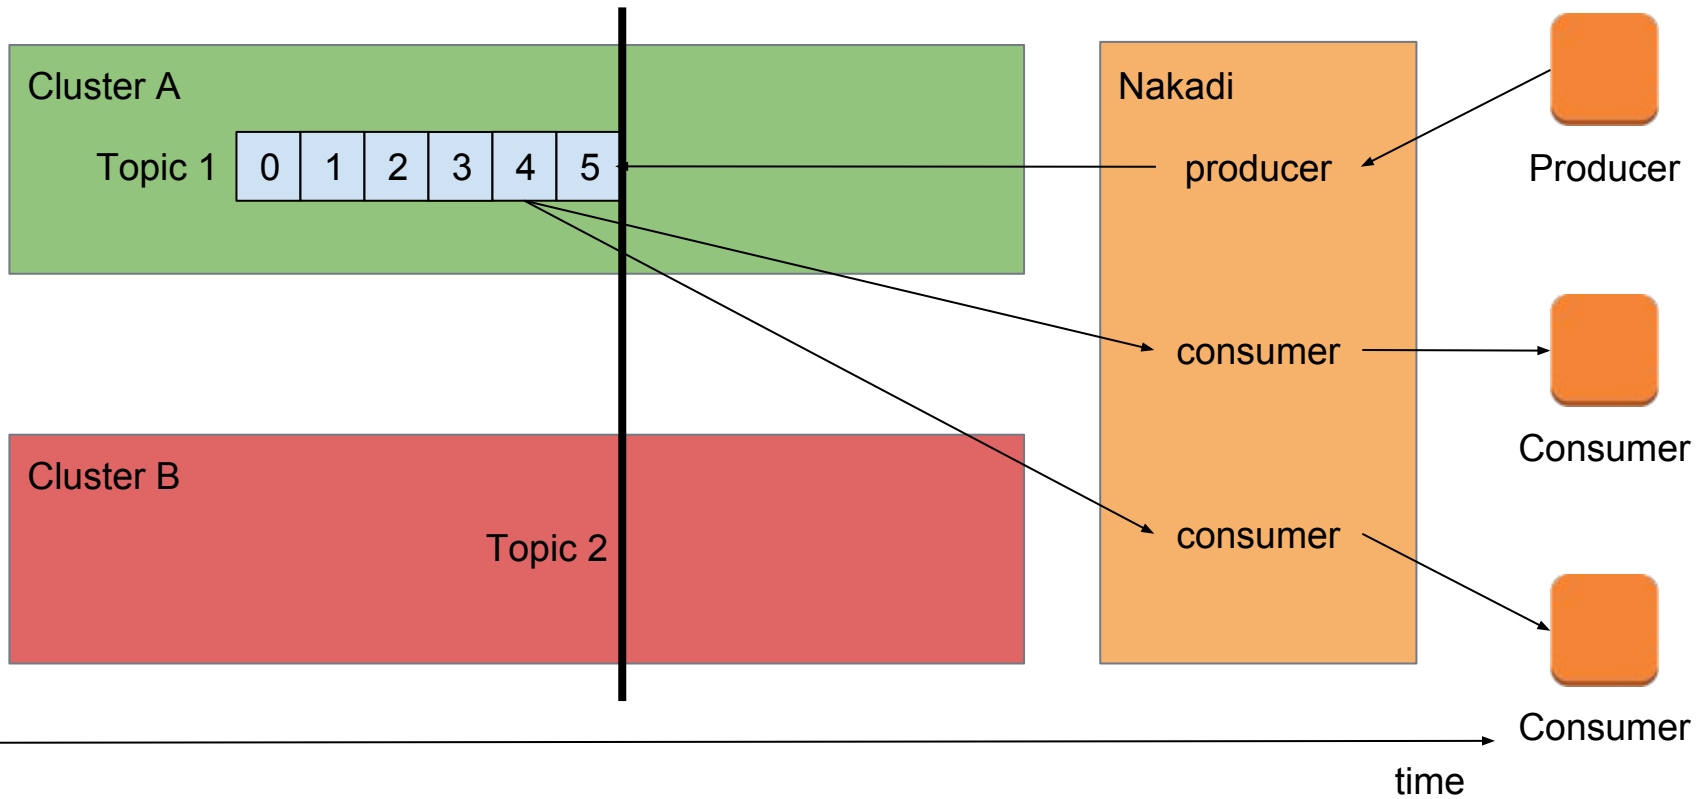 Cluster A
Nakadi
Topic 1 0 1 2 3 4 5
producer
Producer
consumer
Consumer
Cluster B
Topic 2
consumer
Consumer
time